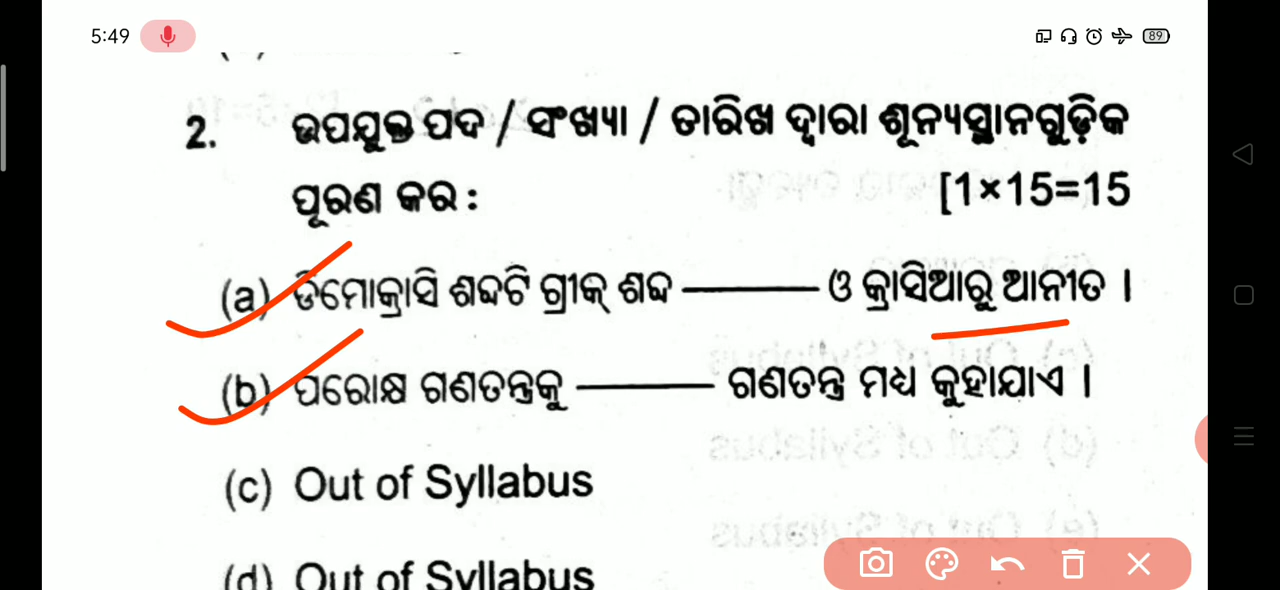 5:49
89
2. ଉପଯୁକ୍ତ ପଦ / ସଂଖ୍ୟା / ତାରିଖ ଦ୍ୱାରା ଶୂନ୍ୟସ୍ଥାନଗୁଡ଼ିକ
ପୂରଣ କର : [1×15=15
(a) ଡିମୋକ୍ରାସି ଶବ୍ଦଟି ଗ୍ରୀକ୍ ଶବ୍ଦ ——— ଓ କ୍ରାସିଆରୁ ଆନୀତ ।
(b) ପରୋକ୍ଷ ଗଣତନ୍ତ୍ରକୁ ——— ଗଣତନ୍ତ୍ର ମଧ୍ୟ କୁହାଯାଏ ।
(c) Out of Syllabus
(d) Out of Syllabus